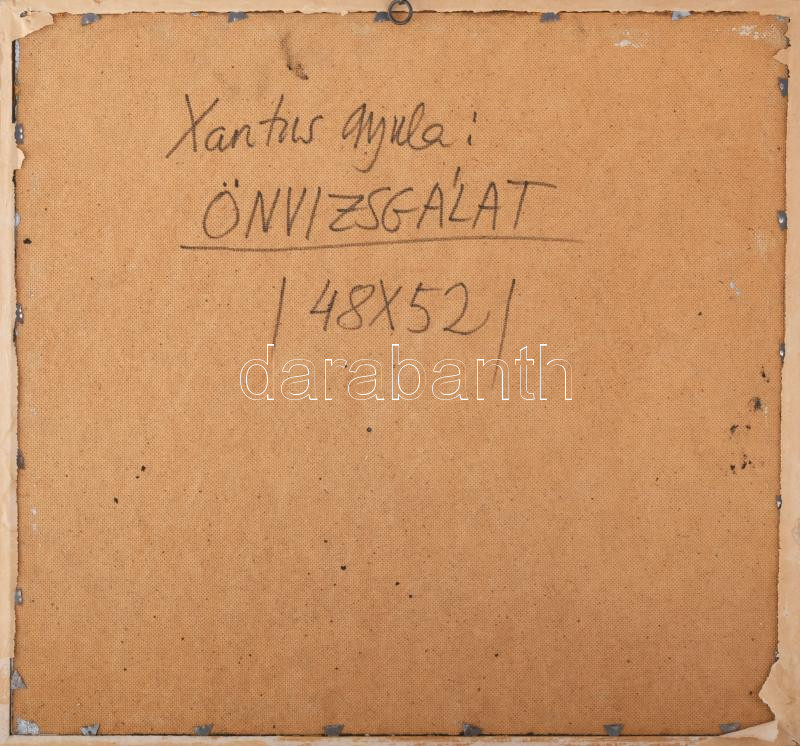 Xantus Gyula:
ÖNVIZSGÁLAT
/48X52/
darabanth